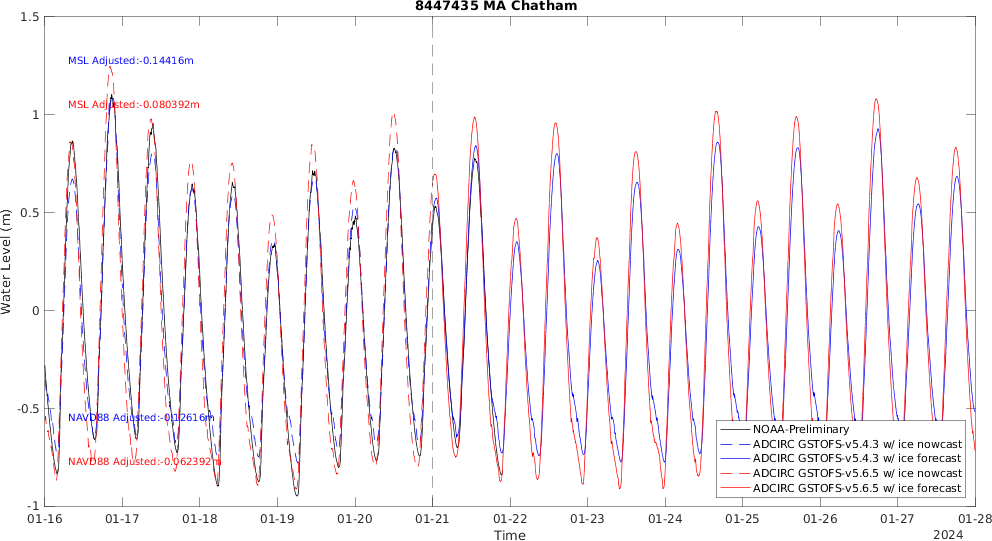 8447435 MA Chatham
1.5
MSL Adjusted:-0.14416m
MSL Adjusted:-0.080392m
1
0.5
Water Level (m)
0
-0.5
NAVD88 Adjusted:-0.12616m
NAVD88 Adjusted:-0.062392m
-1
NOAA-Preliminary
ADCIRC GSTOFS-v5.4.3 w/ ice nowcast
ADCIRC GSTOFS-v5.4.3 w/ ice forecast
ADCIRC GSTOFS-v5.6.5 w/ ice nowcast
ADCIRC GSTOFS-v5.6.5 w/ ice forecast
01-16 01-17 01-18 01-19 01-20 01-21 01-22 01-23 01-24 01-25 01-26 01-27 01-28
Time
2024